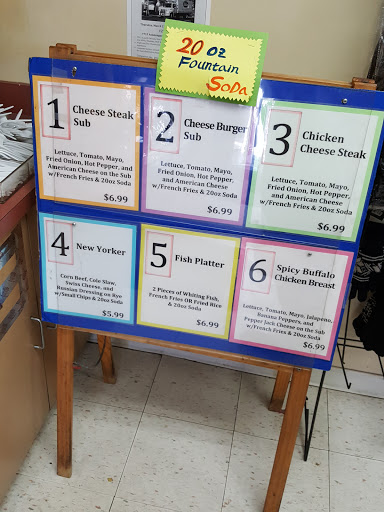 20 oz
Fountain
SoDa
1
Cheese Steak
Sub
Lettuce, Tomato, Mayo,
Fried Onion, Hot Pepper, and
American Cheese on the Sub
w/French Fries & 20oz Soda
$6.99
2
Cheese Burger
Sub
Lettuce, Tomato, Mayo,
Fried Onion, Hot Pepper,
and American Cheese
w/French Fries & 20oz Soda
$6.99
3
Chicken
Cheese Steak
Lettuce, Tomato, Mayo,
Fried Onion, Hot Pepper,
and American Cheese
w/French Fries & 20oz Soda
$6.99
4
New Yorker
Corn Beef, Cole Slaw,
Swiss Cheese, and
Russian Dressing on Rye
w/Small Chips & 20oz Soda
$5.99
5
Fish Platter
2 Pieces of Whiting Fish,
French Fries OR Fried Rice
& 20oz Soda
$6.99
6
Spicy Buffalo
Chicken Breast
Lettuce, Tomato, Mayo, Jalapeno,
Banana Peppers, and
Pepper Jack Cheese on the Sub
w/French Fries & 20oz Soda
$6.99